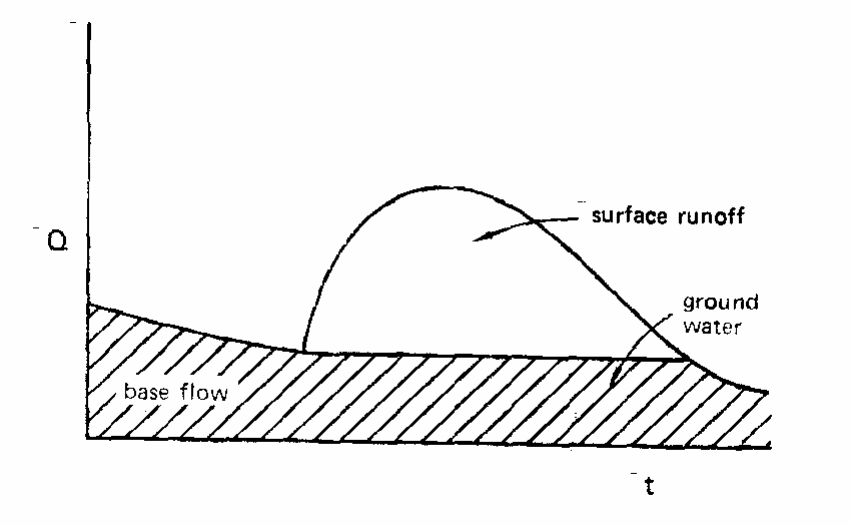 surface runoff
Q
ground
water
base flow
t